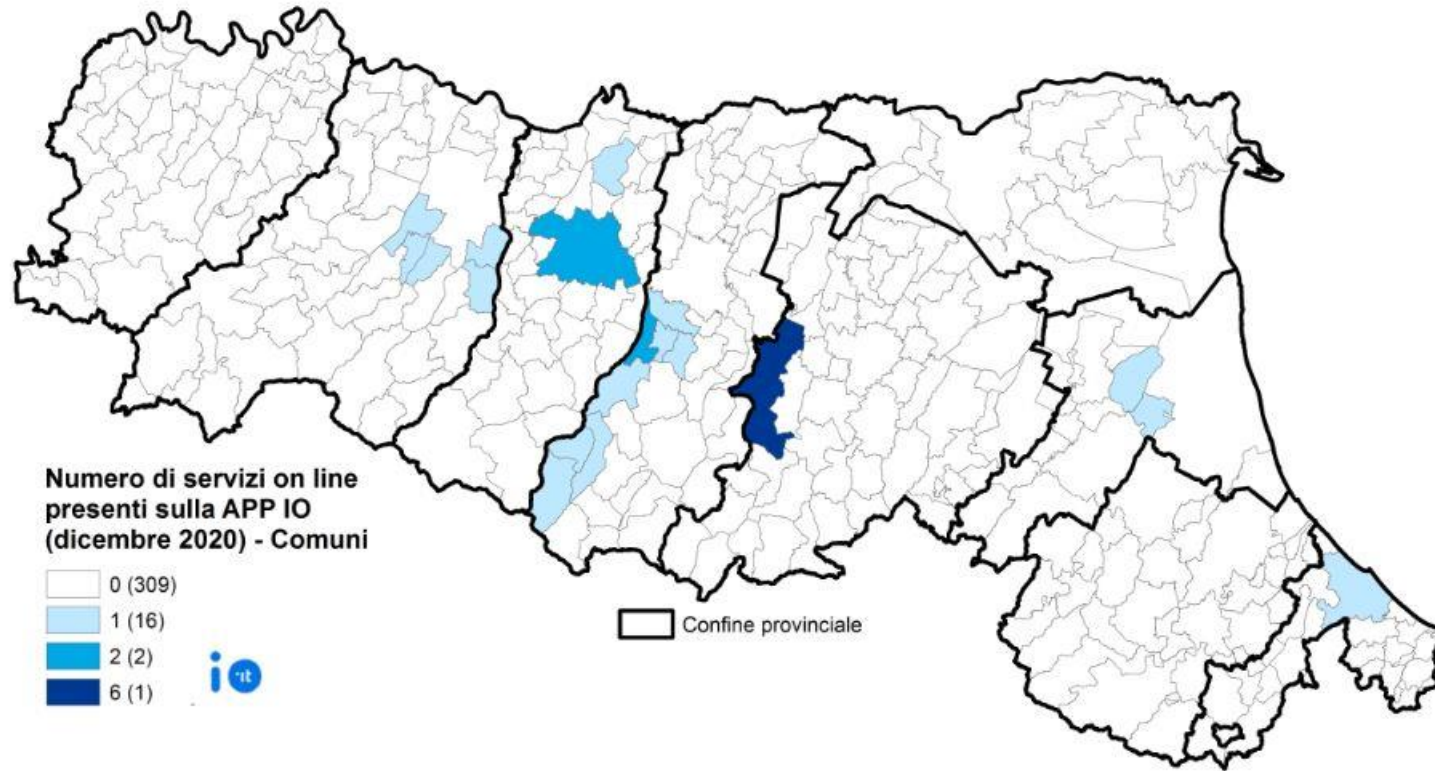 Numero di servizi on line
presenti sulla APP IO
(dicembre 2020) - Comuni
0 (309)
1 (16)
2 (2)
6 (1)
io
Confine provinciale